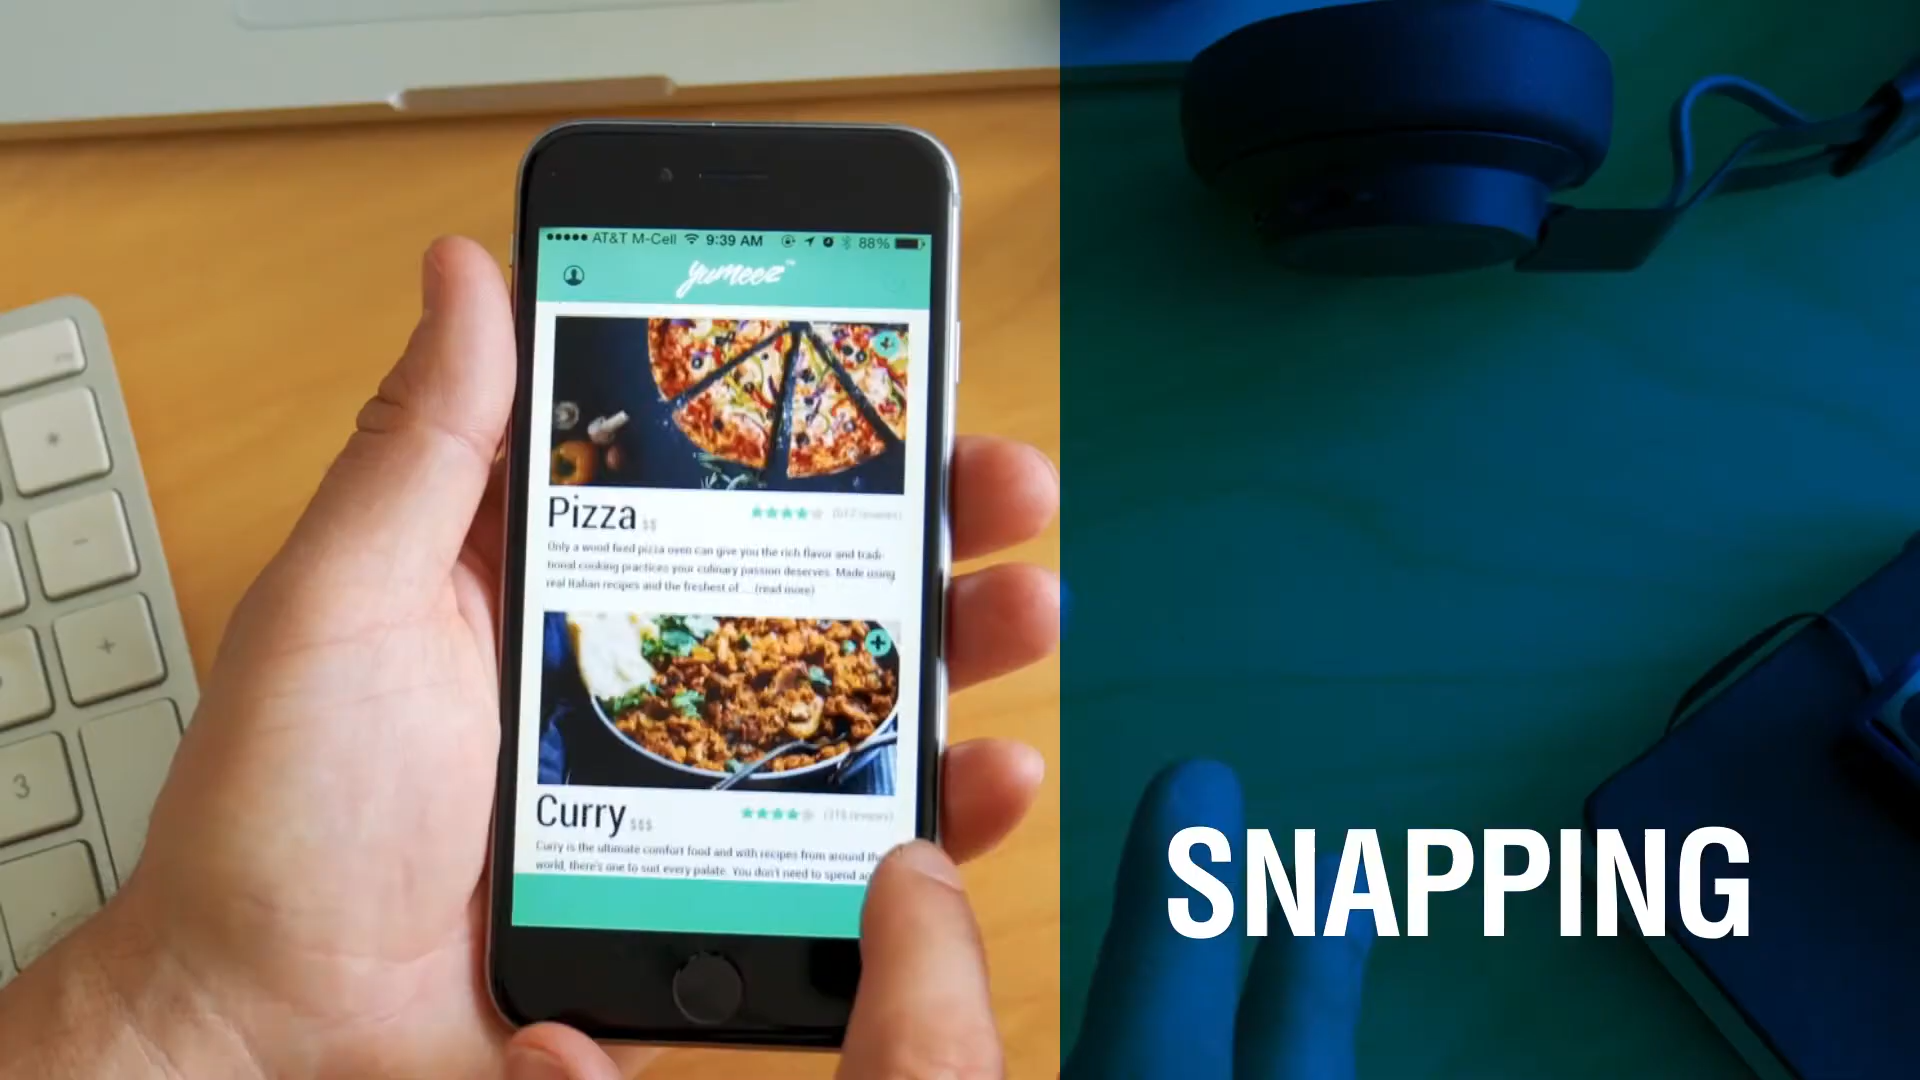 AT&T M-Cell 9:39 AM 88%
yumeez™
Pizza $$
Only a wood fired pizza oven can give you the rich flavor and tradi-
tional cooking practices your culinary passion deserves. Made using
real Italian recipes and the freshest of ... (read more)
Curry $$$
Curry is the ultimate comfort food and with recipes from around the
world, there's one to suit every palate. You don't need to spend
3
SNAPPING